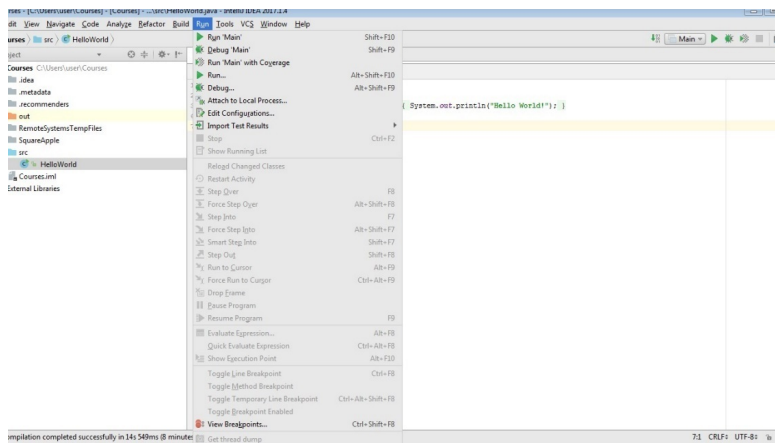 rses - [C:\Users\user\Courses] - [Courses] - ...\src\HelloWorld.java - IntelliJ IDEA 2017.1.4
dit View Navigate Code Analyze Refactor Build Run Tools VCS Window Help
urses src HelloWorld
Main
oject
Courses C:\Users\user\Courses
.idea
.metadata
.recommenders
out
RemoteSystemsTempFiles
SquareApple
src
HelloWorld
Courses.iml
External Libraries
Run 'Main' Shift+F10
Debug 'Main' Shift+F9
Run 'Main' with Coverage
Run... Alt+Shift+F10
Debug... Alt+Shift+F9
Attach to Local Process...
Edit Configurations...
Import Test Results
Stop Ctrl+F2
Show Running List
Reload Changed Classes
Restart Activity
Step Over F8
Force Step Over Alt+Shift+F8
Step Into F7
Force Step Into Alt+Shift+F7
Smart Step Into Shift+F7
Step Out Shift+F8
Run to Cursor Alt+F9
Force Run to Cursor Ctrl+Alt+F9
Drop Frame
Pause Program
Resume Program F9
Evaluate Expression... Alt+F8
Quick Evaluate Expression Ctrl+Alt+F8
Show Execution Point Alt+F10
Toggle Line Breakpoint Ctrl+F8
Toggle Method Breakpoint
Toggle Temporary Line Breakpoint Ctrl+Alt+Shift+F8
Toggle Breakpoint Enabled
View Breakpoints... Ctrl+Shift+F8
Get thread dump
{ System.out.println("Hello World!"); }
ompilation completed successfully in 14s 549ms (8 minutes
7:1 CRLF÷ UTF-8÷